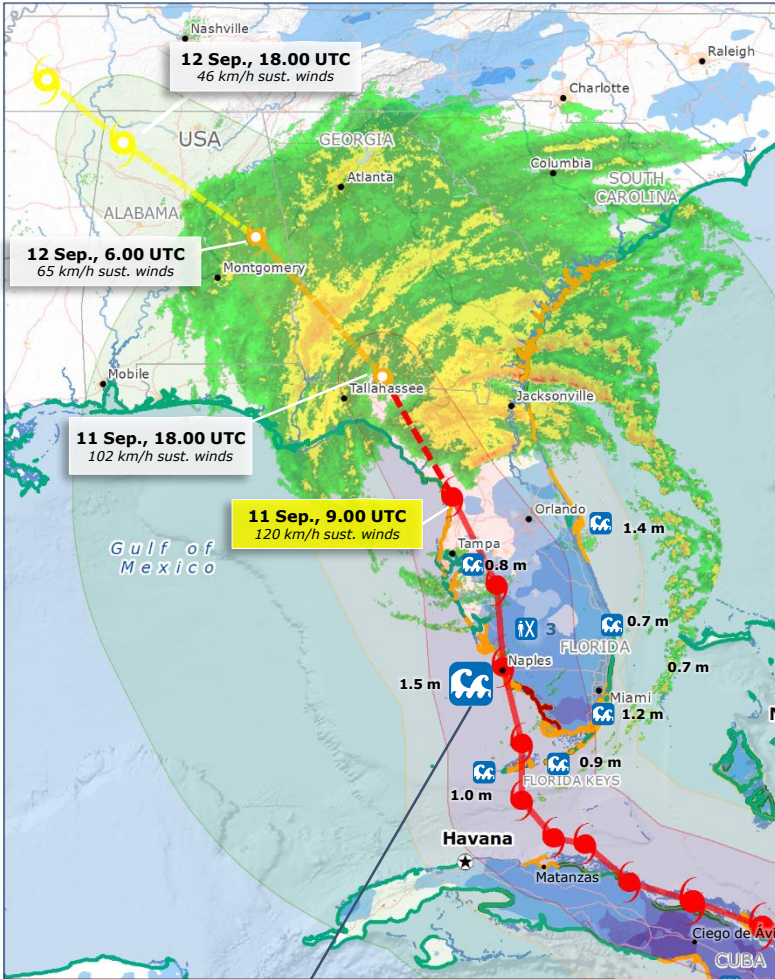 Nashville
12 Sep., 18.00 UTC
46 km/h sust. winds
Raleigh
Charlotte
USA
GEORGIA
Columbia
Atlanta
SOUTH
CAROLINA
ALABAMA
12 Sep., 6.00 UTC
65 km/h sust. winds
Montgomery
Mobile
Tallahassee
Jacksonville
11 Sep., 18.00 UTC
102 km/h sust. winds
11 Sep., 9.00 UTC
120 km/h sust. winds
Orlando
1.4 m
Gulf of
Mexico
Tampa
0.8 m
3
0.7 m
FLORIDA
Naples
0.7 m
1.5 m
Miami
1.2 m
0.9 m
FLORIDA KEYS
1.0 m
Havana
Matanzas
Ciego de Ávi
CUBA